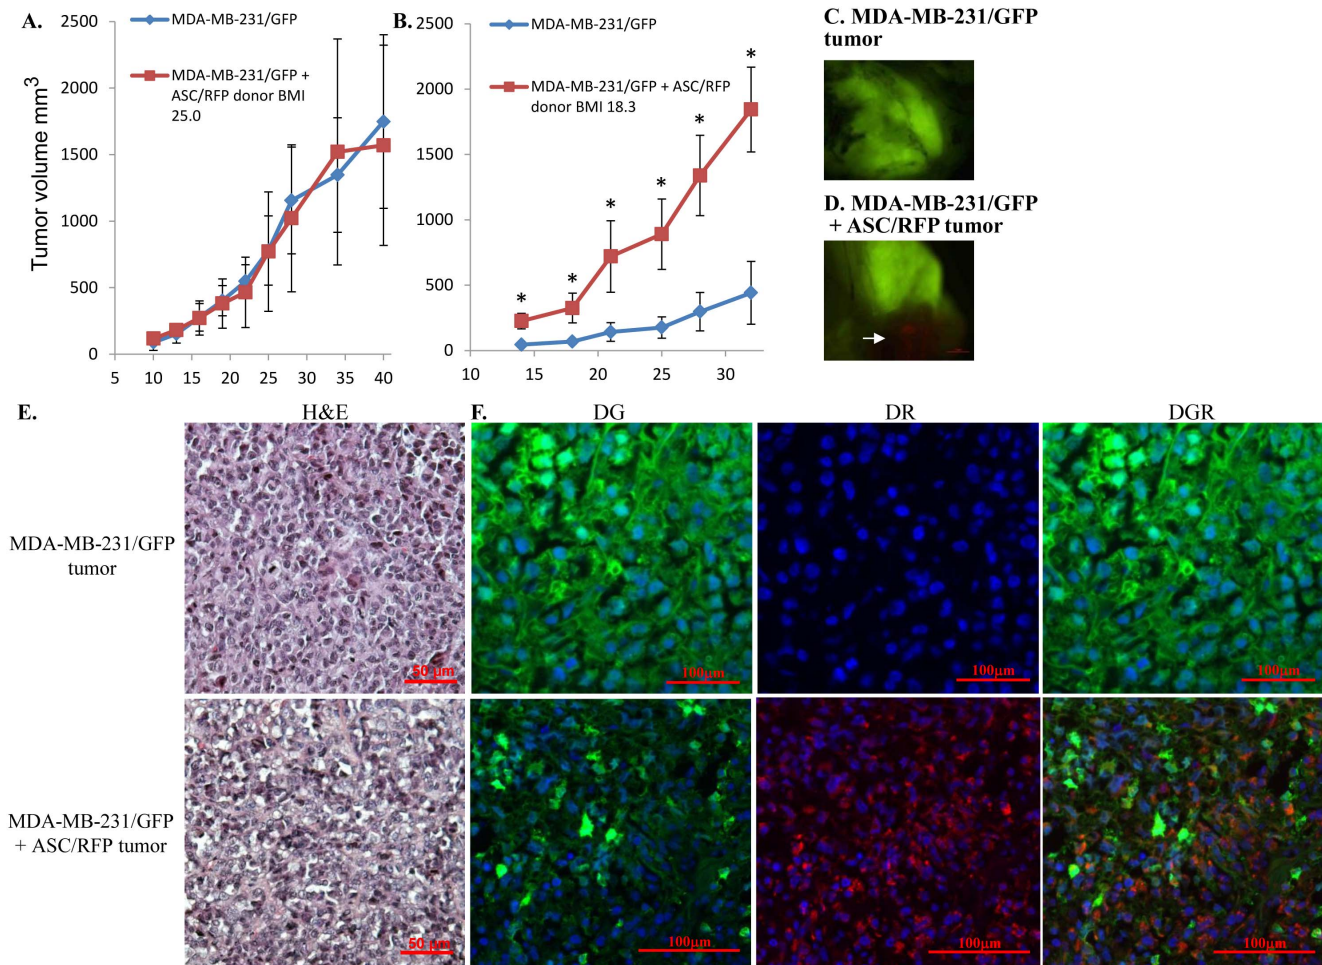 A.
MDA-MB-231/GFP
MDA-MB-231/GFP +
ASC/RFP donor BMI
25.0
Tumor volume mm3
2500
2000
1500
1000
500
0
5 10 15 20 25 30 35 40
B.
MDA-MB-231/GFP
MDA-MB-231/GFP + ASC/RFP
donor BMI 18.3
2500
2000
1500
1000
500
0
* * * * * *
10 15 20 25 30
C. MDA-MB-231/GFP
tumor
D. MDA-MB-231/GFP
+ ASC/RFP tumor
E.
H&E
F.
DG
DR
DGR
MDA-MB-231/GFP
tumor
50 µm
100µm
100µm
100µm
MDA-MB-231/GFP
+ ASC/RFP tumor
50 µm
100µm
100µm
100µm